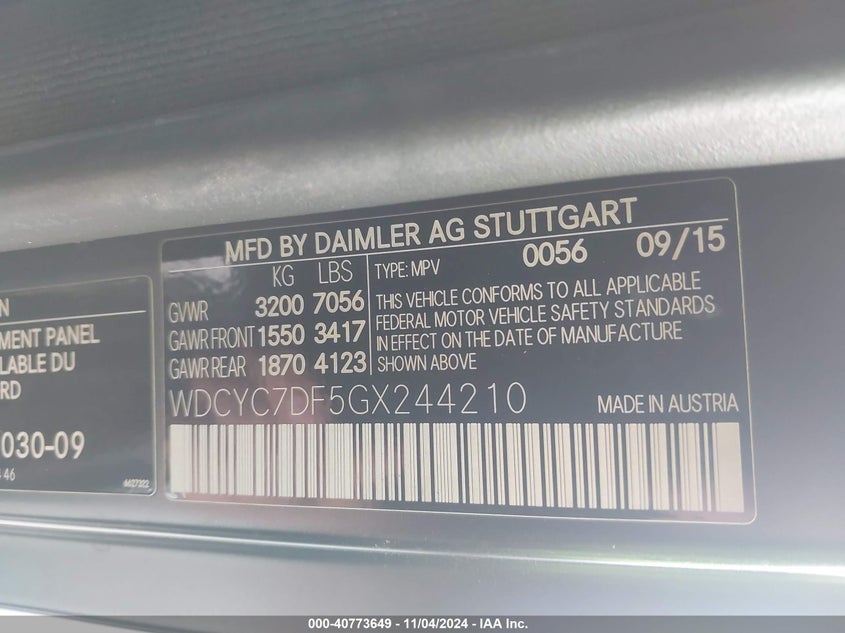 MFD BY DAIMLER AG STUTTGART
KG LBS
TYPE: MPV 0056 09/15
GVWR 3200 7056
GAWR FRONT 1550 3417
GAWR REAR 1870 4123
THIS VEHICLE CONFORMS TO ALL APPLICABLE
FEDERAL MOTOR VEHICLE SAFETY STANDARDS
IN EFFECT ON THE DATE OF MANUFACTURE
SHOWN ABOVE
WDCYC7DF5GX244210 MADE IN AUSTRIA
N
MENT PANEL
LABLE DU
RD
030-09
46
6627322
000-40773649 - 11/04/2024 - IAA Inc.